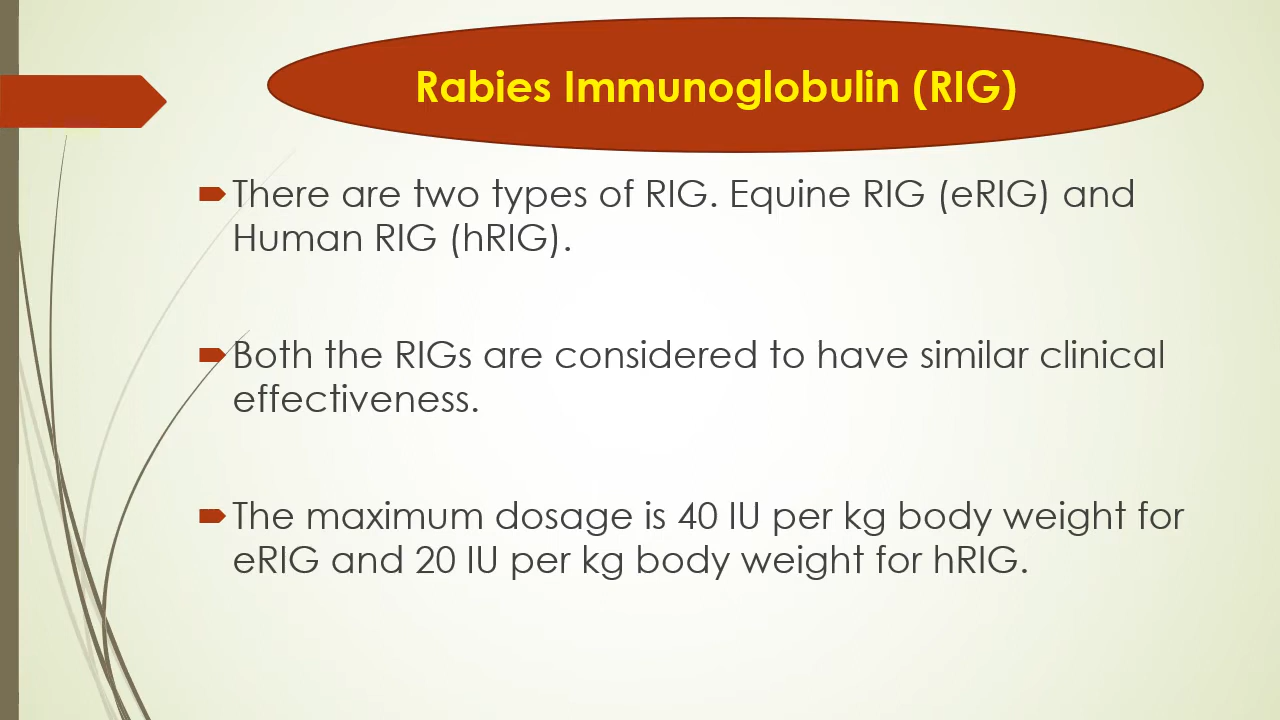 Rabies Immunoglobulin (RIG)
There are two types of RIG. Equine RIG (eRIG) and
Human RIG (hRIG).
Both the RIGs are considered to have similar clinical
effectiveness.
The maximum dosage is 40 IU per kg body weight for
eRIG and 20 IU per kg body weight for hRIG.